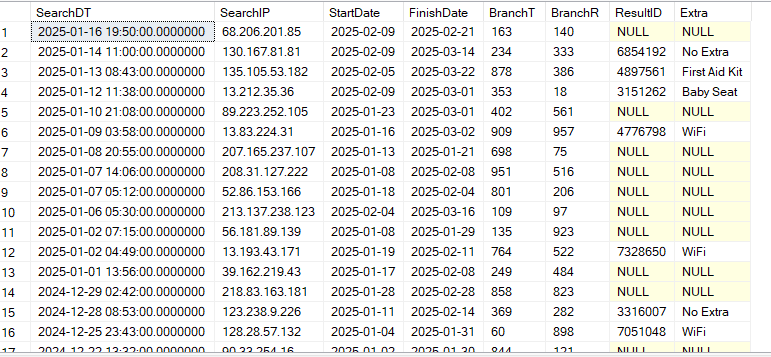 SearchDT SearchIP StartDate FinishDate BranchT BranchR ResultID Extra
1 2025-01-16 19:50:00.0000000 68.206.201.85 2025-02-09 2025-02-21 163 140 NULL NULL
2 2025-01-14 11:00:00.0000000 130.167.81.81 2025-02-09 2025-03-14 234 333 6854192 No Extra
3 2025-01-13 08:43:00.0000000 135.105.53.182 2025-02-05 2025-03-22 878 386 4897561 First Aid Kit
4 2025-01-12 11:38:00.0000000 13.212.35.36 2025-02-09 2025-03-01 353 18 3151262 Baby Seat
5 2025-01-10 21:08:00.0000000 89.223.252.105 2025-01-23 2025-03-01 402 561 NULL NULL
6 2025-01-09 03:58:00.0000000 13.83.224.31 2025-01-16 2025-03-02 909 957 4776798 WiFi
7 2025-01-08 20:55:00.0000000 207.165.237.107 2025-01-13 2025-01-21 698 75 NULL NULL
8 2025-01-07 14:06:00.0000000 208.31.127.222 2025-01-08 2025-02-08 951 516 NULL NULL
9 2025-01-07 05:12:00.0000000 52.86.153.166 2025-01-18 2025-02-04 801 206 NULL NULL
10 2025-01-06 05:30:00.0000000 213.137.238.123 2025-02-04 2025-03-16 109 97 NULL NULL
11 2025-01-02 07:15:00.0000000 56.181.89.139 2025-01-08 2025-01-29 135 923 NULL NULL
12 2025-01-02 04:49:00.0000000 13.193.43.171 2025-01-19 2025-02-11 764 522 7328650 WiFi
13 2025-01-01 13:56:00.0000000 39.162.219.43 2025-01-17 2025-02-08 249 484 NULL NULL
14 2024-12-29 02:42:00.0000000 218.83.163.181 2025-01-28 2025-02-28 858 823 NULL NULL
15 2024-12-28 08:53:00.0000000 123.238.9.226 2025-01-11 2025-02-14 369 282 3316007 No Extra
16 2024-12-25 23:43:00.0000000 128.28.57.132 2025-01-04 2025-01-31 60 898 7051048 WiFi
17 2024-12-22 13:32:00.0000000 90.33.254.16 2025-01-02 2025-01-30 844 121 NULL NULL